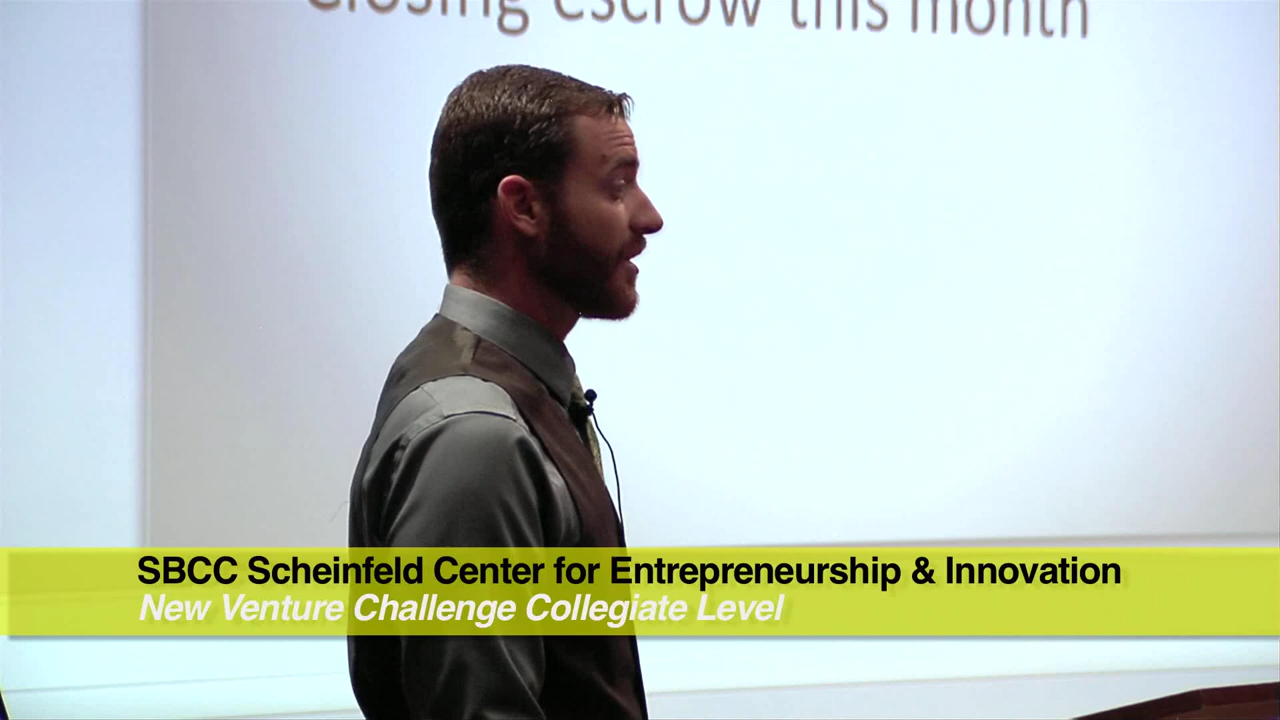 Closing escrow this month
SBCC Scheinfeld Center for Entrepreneurship & Innovation
New Venture Challenge Collegiate Level